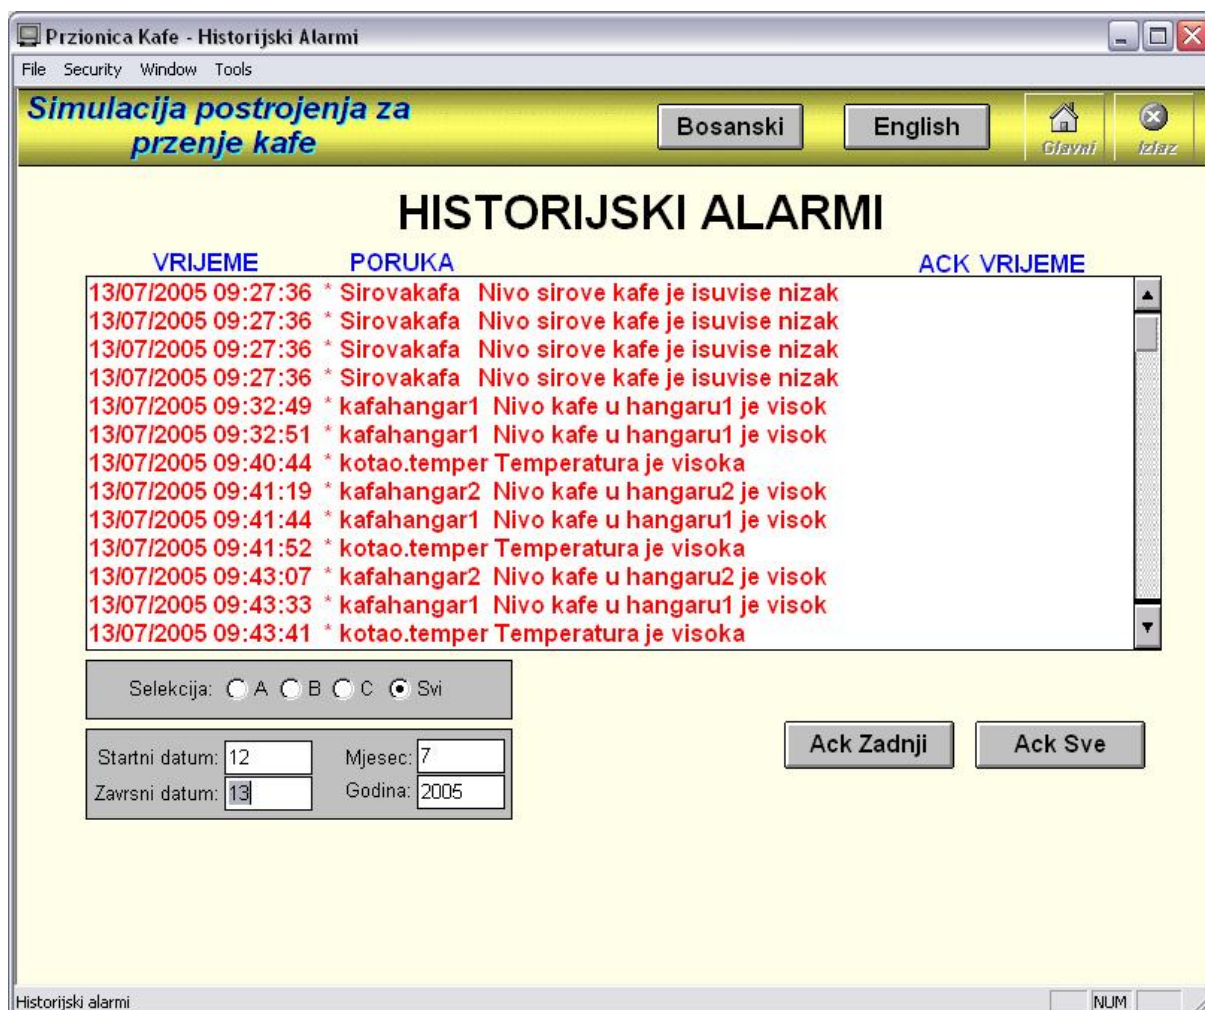 Przionica Kafe - Historijski Alarmi
File Security Window Tools
Simulacija postrojenja za
przenje kafe
Bosanski
English
Glavni
Izlaz
HISTORIJSKI ALARMI
VRIJEME PORUKA ACK VRIJEME
13/07/2005 09:27:36 * Sirovakafa Nivo sirove kafe je isuvise nizak
13/07/2005 09:27:36 * Sirovakafa Nivo sirove kafe je isuvise nizak
13/07/2005 09:27:36 * Sirovakafa Nivo sirove kafe je isuvise nizak
13/07/2005 09:27:36 * Sirovakafa Nivo sirove kafe je isuvise nizak
13/07/2005 09:32:49 * kafahangar1 Nivo kafe u hangaru1 je visok
13/07/2005 09:32:51 * kafahangar1 Nivo kafe u hangaru1 je visok
13/07/2005 09:40:44 * kotao.temper Temperatura je visoka
13/07/2005 09:41:19 * kafahangar2 Nivo kafe u hangaru2 je visok
13/07/2005 09:41:44 * kafahangar1 Nivo kafe u hangaru1 je visok
13/07/2005 09:41:52 * kotao.temper Temperatura je visoka
13/07/2005 09:43:07 * kafahangar2 Nivo kafe u hangaru2 je visok
13/07/2005 09:43:33 * kafahangar1 Nivo kafe u hangaru1 je visok
13/07/2005 09:43:41 * kotao.temper Temperatura je visoka
Selekcija: A B C Svi
Startni datum: 12 Mjesec: 7
Zavrsni datum: 13 Godina: 2005
Ack Zadnji
Ack Sve
Historijski alarmi
NUM